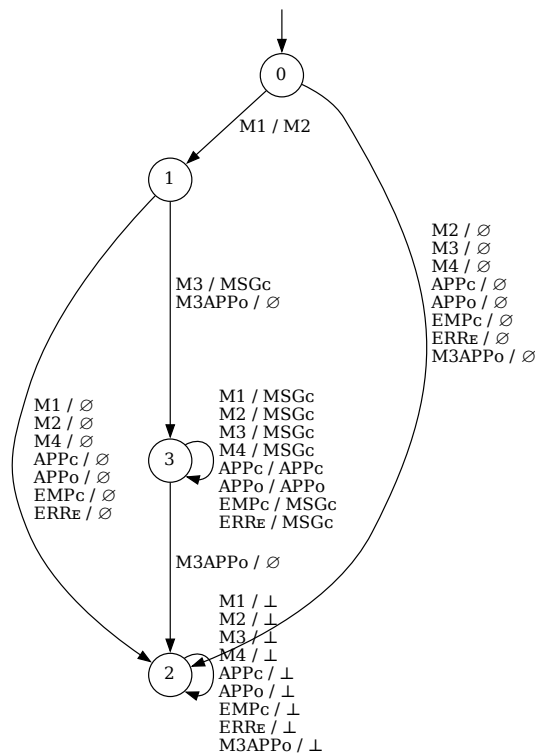 0
M1 / M2
1
M2 / ∅
M3 / ∅
M4 / ∅
APPC / ∅
APPO / ∅
EMPC / ∅
ERRE / ∅
M3APPO / ∅
M3 / MSGC
M3APPO / ∅
M1 / ∅
M2 / ∅
M4 / ∅
APPC / ∅
APPO / ∅
EMPC / ∅
ERRE / ∅
3
M1 / MSGC
M2 / MSGC
M3 / MSGC
M4 / MSGC
APPC / APPC
APPO / APPO
EMPC / MSGC
ERRE / MSGC
M3APPO / ∅
2
M1 / ⊥
M2 / ⊥
M3 / ⊥
M4 / ⊥
APPC / ⊥
APPO / ⊥
EMPC / ⊥
ERRE / ⊥
M3APPO / ⊥